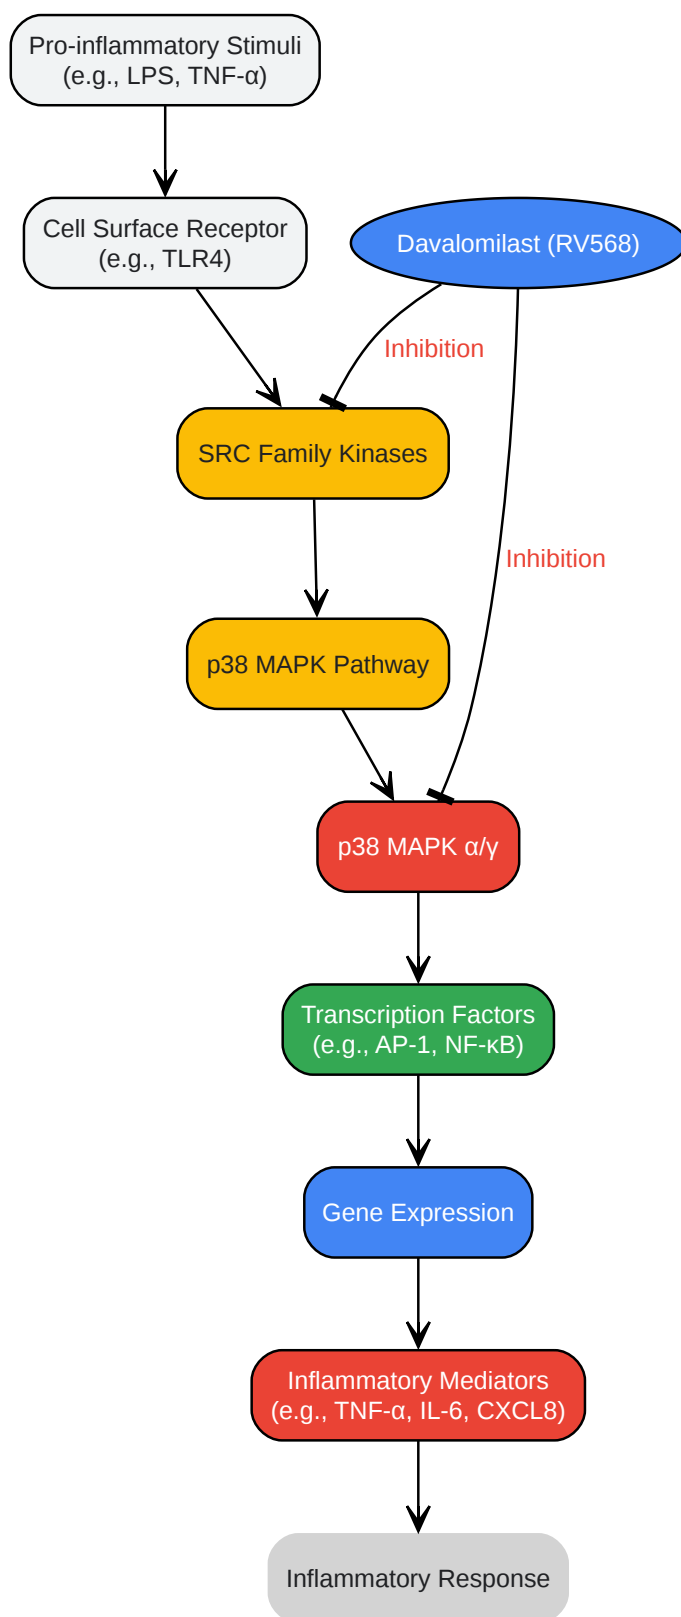 Pro-inflammatory Stimuli
(e.g., LPS, TNF-α)
Cell Surface Receptor
(e.g., TLR4)
Davalomilast (RV568)
Inhibition
SRC Family Kinases
Inhibition
p38 MAPK Pathway
p38 MAPK α/γ
Transcription Factors
(e.g., AP-1, NF-κB)
Gene Expression
Inflammatory Mediators
(e.g., TNF-α, IL-6, CXCL8)
Inflammatory Response